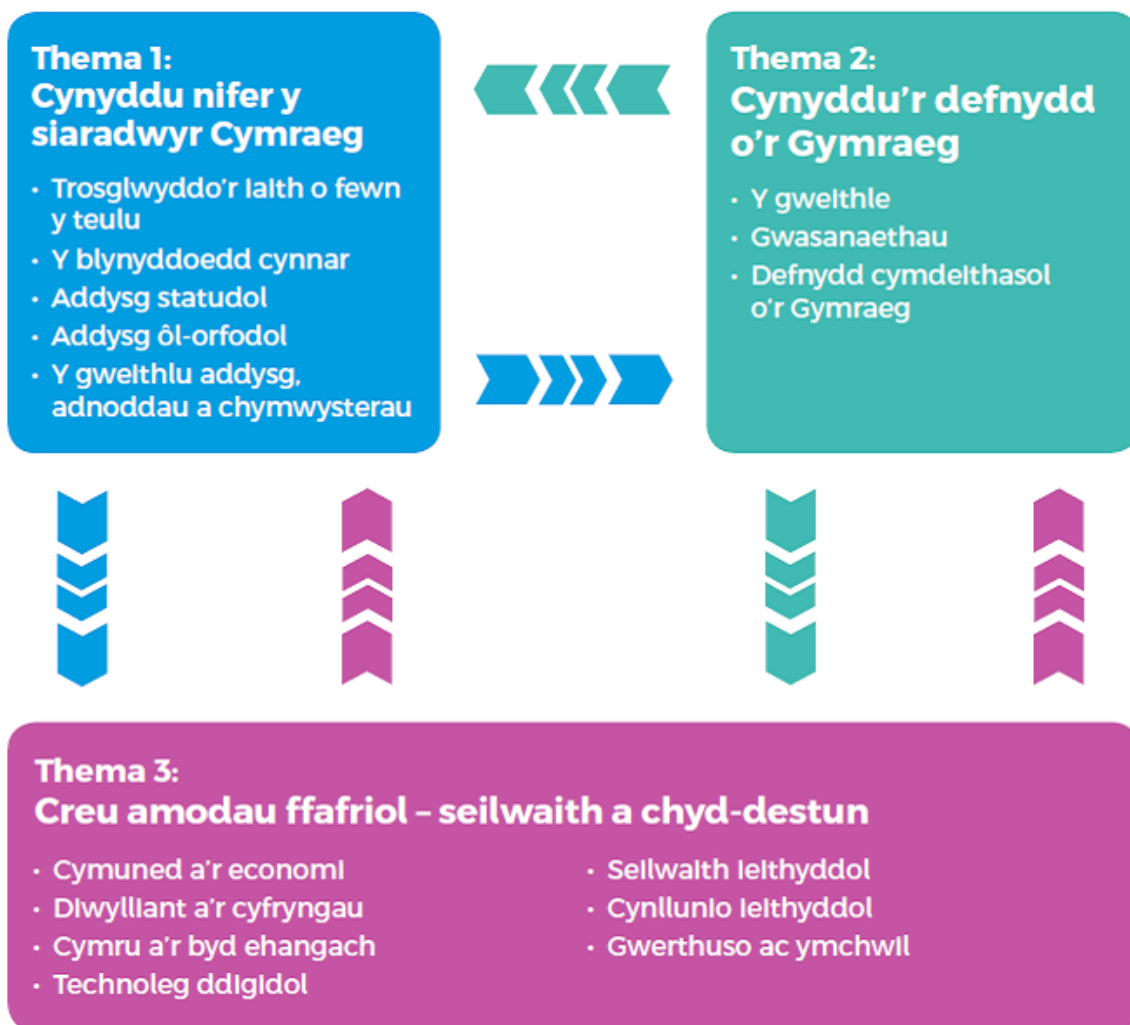 Thema 1:
Cynyddu nifer y
siaradwyr Cymraeg
• Trosglwyddo'r iaith o fewn
y teulu
• Y blynyddoedd cynnar
• Addysg statudol
• Addysg ôl-orfodol
• Y gweithlu addysg,
adnoddau a chymwysterau
Thema 2:
Cynyddu'r defnydd
o'r Gymraeg
• Y gweithle
• Gwasanaethau
• Defnydd cymdeithasol
o'r Gymraeg
Thema 3:
Creu amodau ffafriol – seilwaith a chyd-destun
• Cymuned a'r economi
• Diwylliant a'r cyfryngau
• Cymru a'r byd ehangach
• Technoleg ddigidol
• Seilwaith ieithyddol
• Cynllunio ieithyddol
• Gwerthuso ac ymchwil